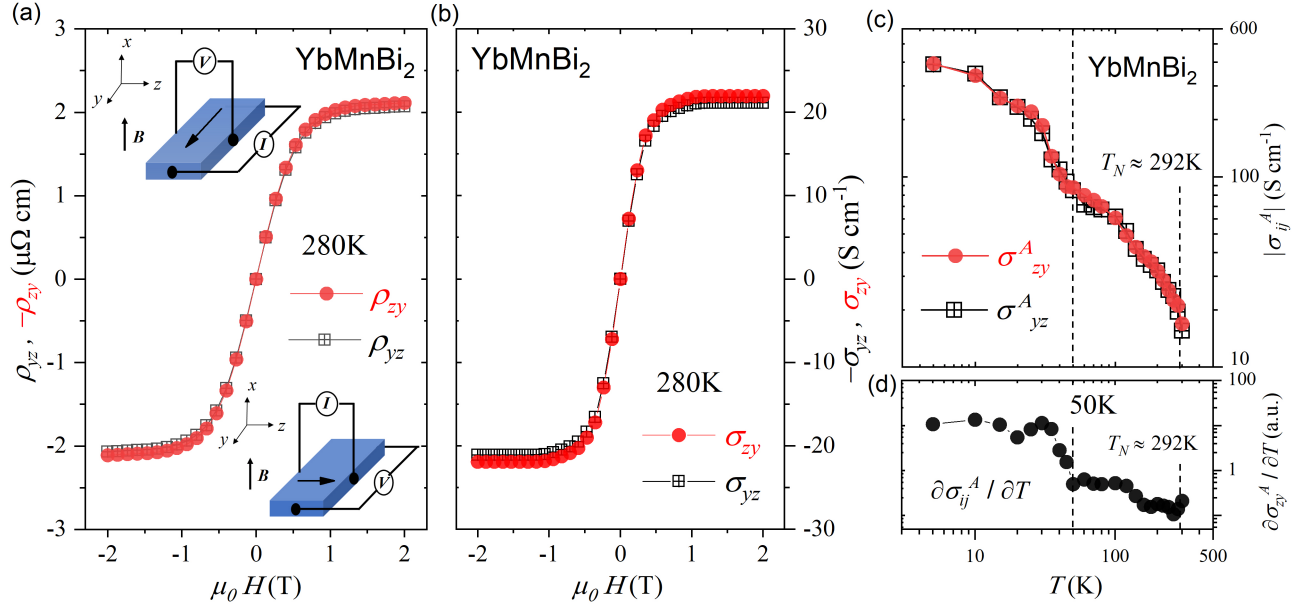 (a)
YbMnBi2
x
y
z
V
I
B
280K
ρzy
ρyz
x
y
z
I
V
B
3
2
1
0
-1
-2
-3
ρyz , −ρzy (μΩ cm)
-2 -1 0 1 2
μ0 H (T)
(b)
YbMnBi2
280K
σzy
σyz
30
20
10
0
-10
-20
-30
−σyz , σzy (S cm-1)
-2 -1 0 1 2
μ0 H (T)
(c)
YbMnBi2
TN ≈ 292K
σAzy
σAyz
600
100
10
|σijA| (S cm-1)
(d)
50K
TN ≈ 292K
∂σijA / ∂T
100
1
∂σzyA / ∂T (a.u.)
10 100 500
T (K)